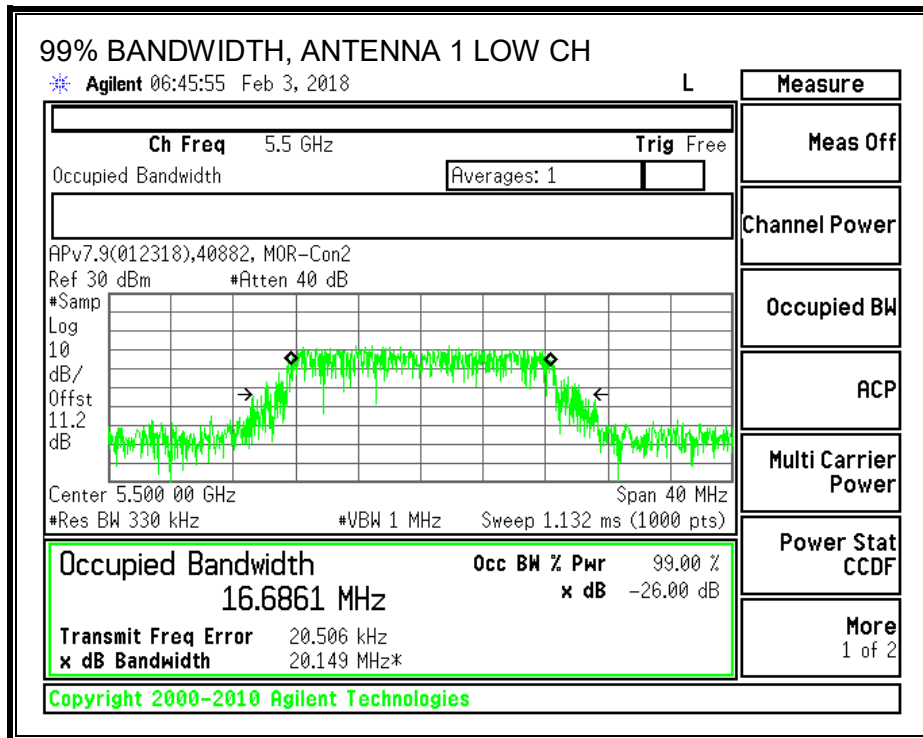 99% BANDWIDTH, ANTENNA 1 LOW CH
Agilent 06:45:55 Feb 3, 2018 L
Measure
Ch Freq 5.5 GHz Trig Free
Occupied Bandwidth Averages: 1
APv7.9(012318),40882, MOR-Con2
Ref 30 dBm #Atten 40 dB
#Samp
Log
10
dB/
Offst
11.2
dB
Center 5.500 00 GHz Span 40 MHz
#Res BW 330 kHz #VBW 1 MHz Sweep 1.132 ms (1000 pts)
Occupied Bandwidth Occ BW % Pwr 99.00 %
16.6861 MHz x dB -26.00 dB
Transmit Freq Error 20.506 kHz
x dB Bandwidth 20.149 MHz*
Copyright 2000-2010 Agilent Technologies
Meas Off
Channel Power
Occupied BW
ACP
Multi Carrier
Power
Power Stat
CCDF
More
1 of 2